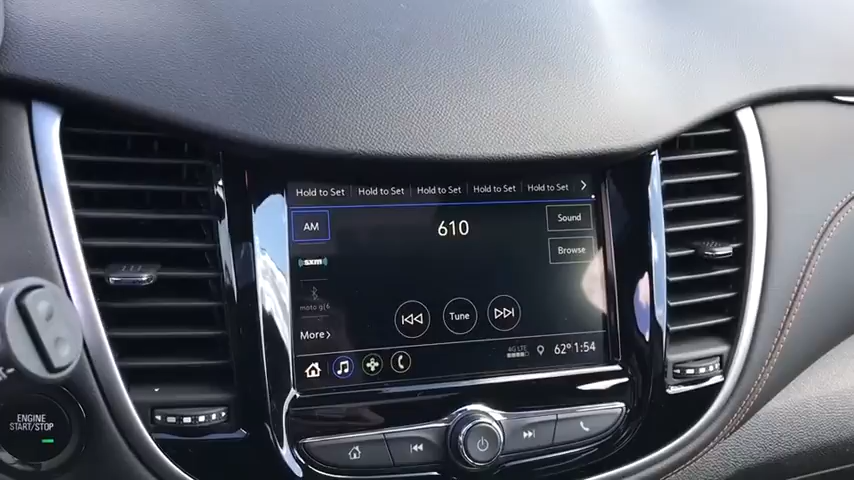 Hold to Set Hold to Set Hold to Set Hold to Set Hold to Set >
AM
610
Sound
Browse
sxm
moto g(6
More >
Tune
4G LTE
62° 1:54
ENGINE
START/STOP